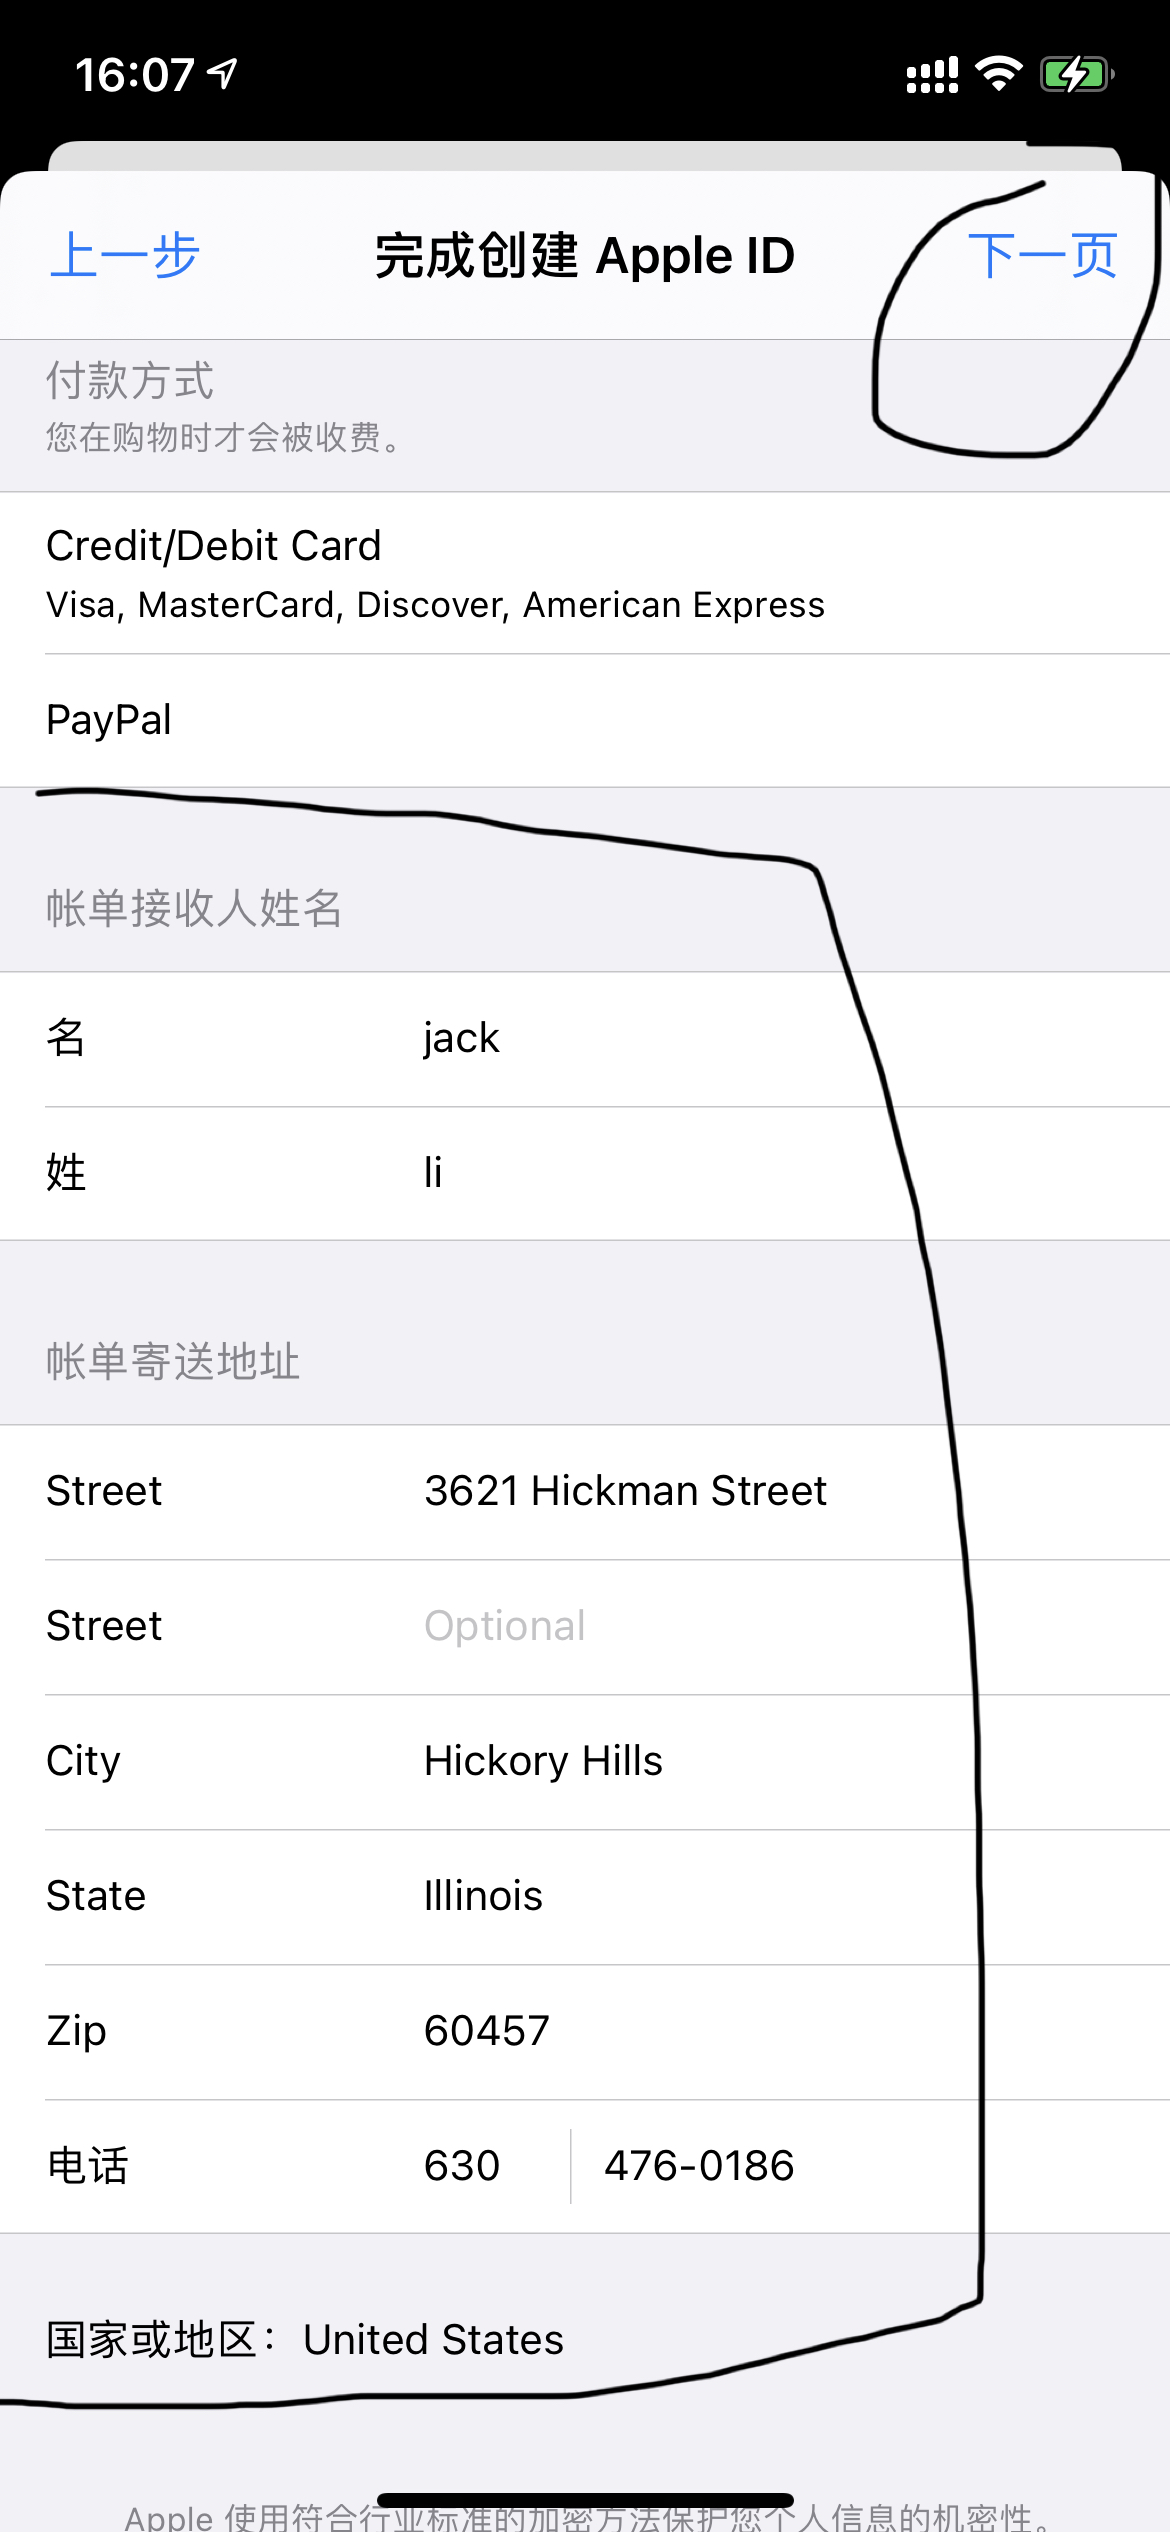 16:07
上一步
完成创建 Apple ID
下一页
付款方式
您在购物时才会被收费。
Credit/Debit Card
Visa, MasterCard, Discover, American Express
PayPal
帐单接收人姓名
名 jack
姓 li
帐单寄送地址
Street 3621 Hickman Street
Street Optional
City Hickory Hills
State Illinois
Zip 60457
电话 630 476-0186
国家或地区：United States
Apple 使用符合行业标准的加密方法保护您个人信息的机密性。